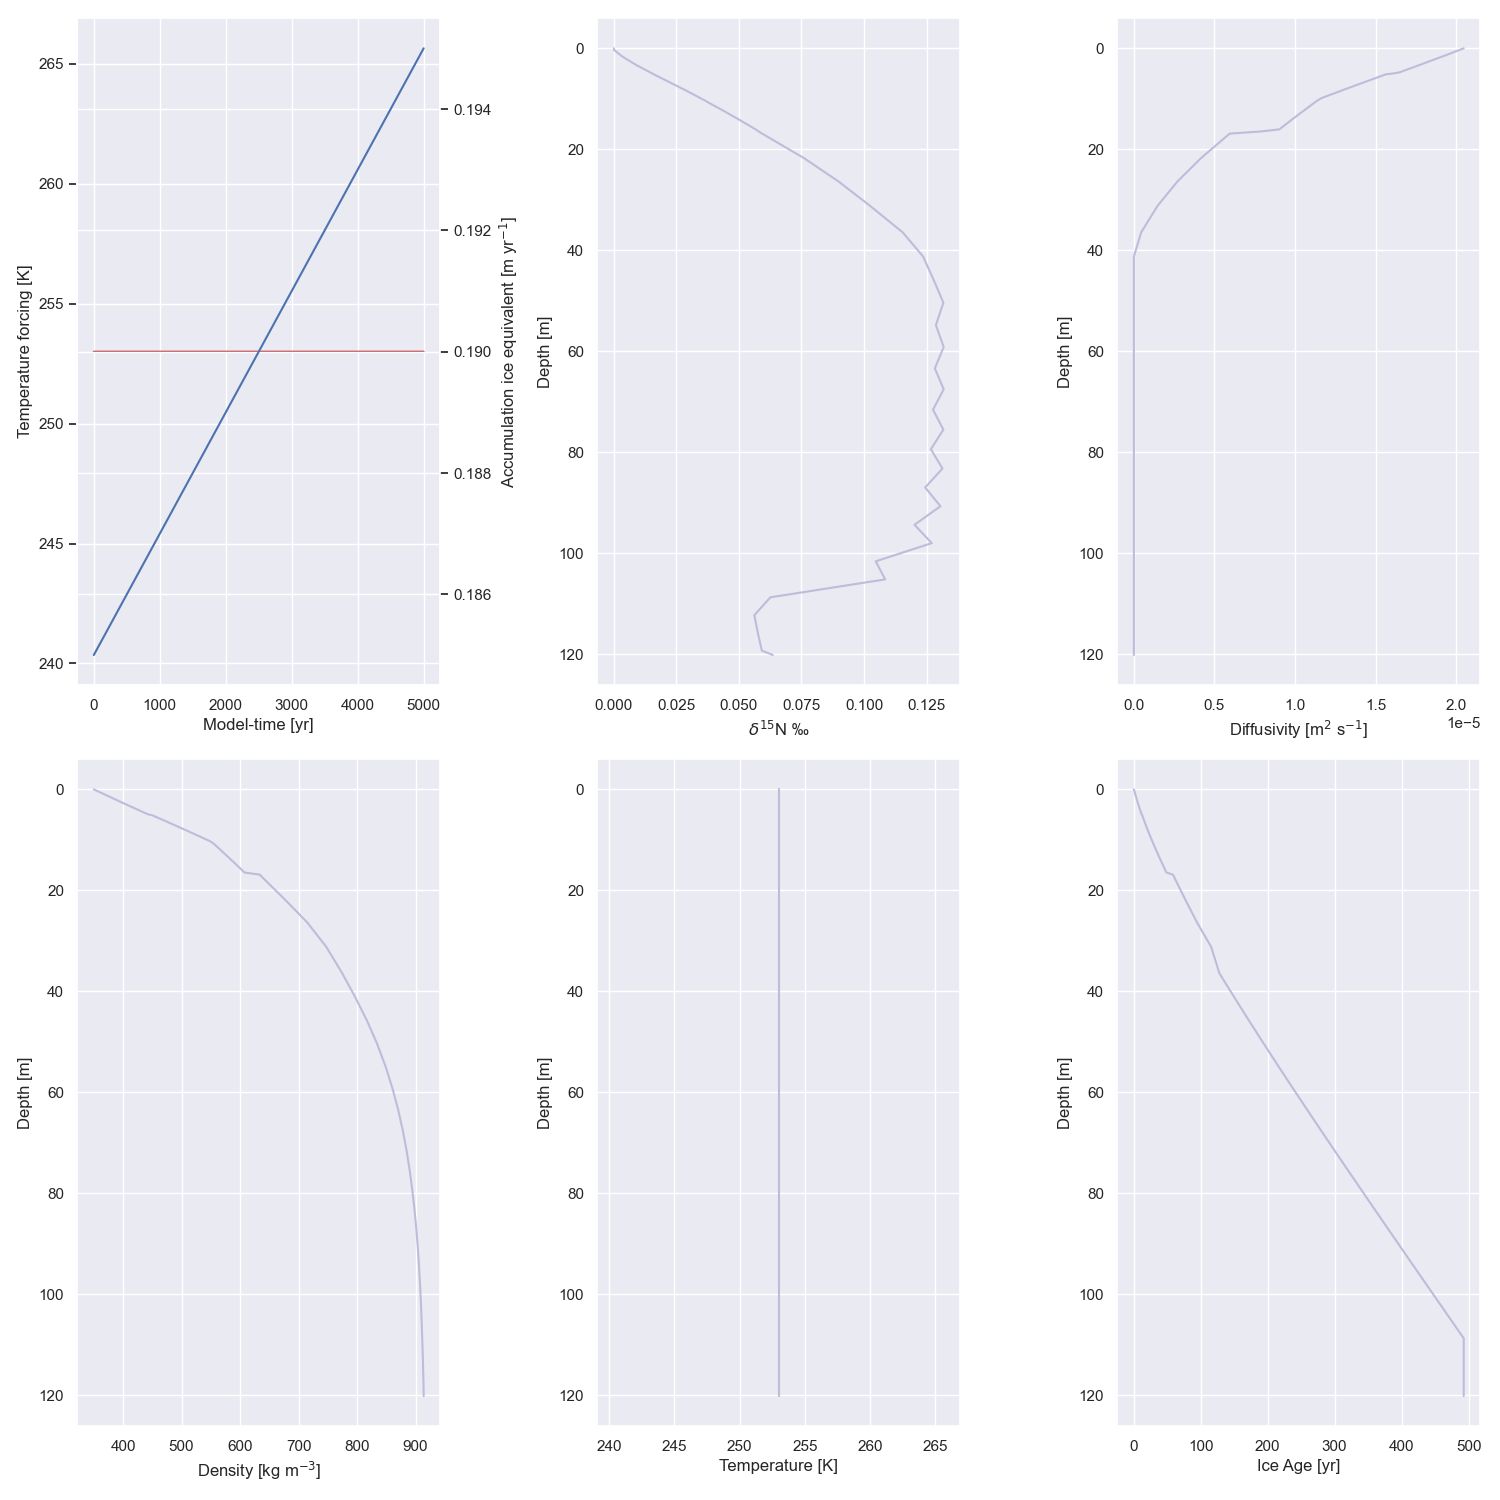 265
260
255
250
245
240
Temperature forcing [K]
0.194
0.192
0.190
0.188
0.186
Accumulation ice equivalent [m yr⁻¹]
0 1000 2000 3000 4000 5000
Model-time [yr]
0
20
40
60
80
100
120
Depth [m]
0.000 0.025 0.050 0.075 0.100 0.125
δ¹⁵N ‰
0
20
40
60
80
100
120
Depth [m]
0.0 0.5 1.0 1.5 2.0
1e−5
Diffusivity [m² s⁻¹]
0
20
40
60
80
100
120
Depth [m]
400 500 600 700 800 900
Density [kg m⁻³]
0
20
40
60
80
100
120
Depth [m]
240 245 250 255 260 265
Temperature [K]
0
20
40
60
80
100
120
Depth [m]
0 100 200 300 400 500
Ice Age [yr]